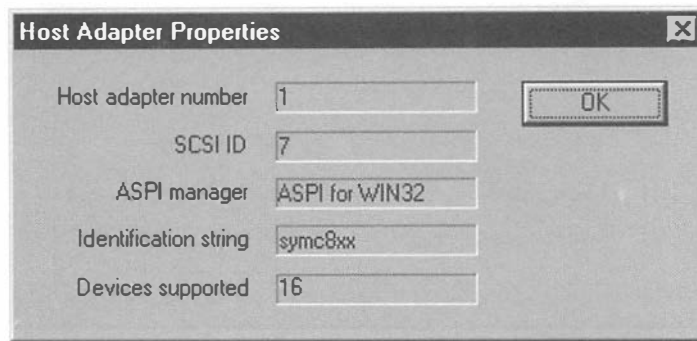 Host Adapter Properties
Host adapter number 1
OK
SCSI ID 7
ASPI manager ASPI for WIN32
Identification string symc8xx
Devices supported 16